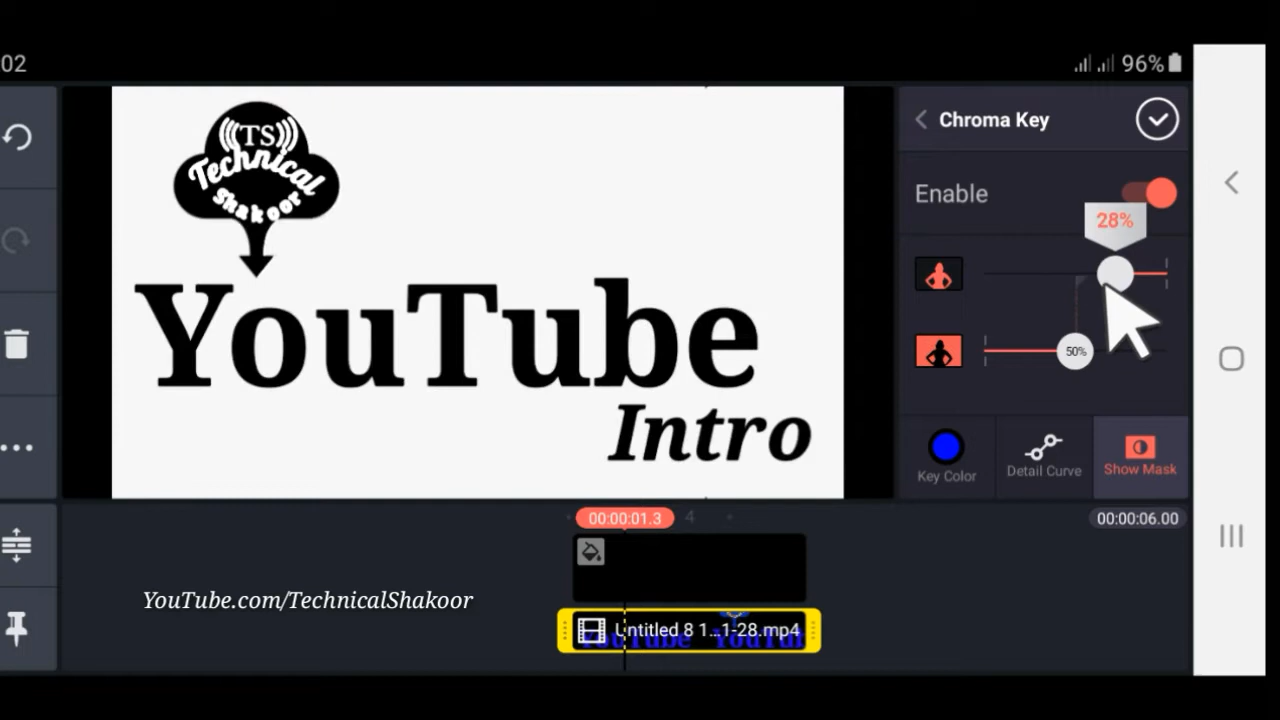 02
96%
Chroma Key
Enable
28%
50%
TS
Technical
Shakoor
YouTube
Intro
Key Color
Detail Curve
Show Mask
00:00:01.3
4
00:00:06.00
YouTube.com/TechnicalShakoor
Untitled 8 1...1-28.mp4